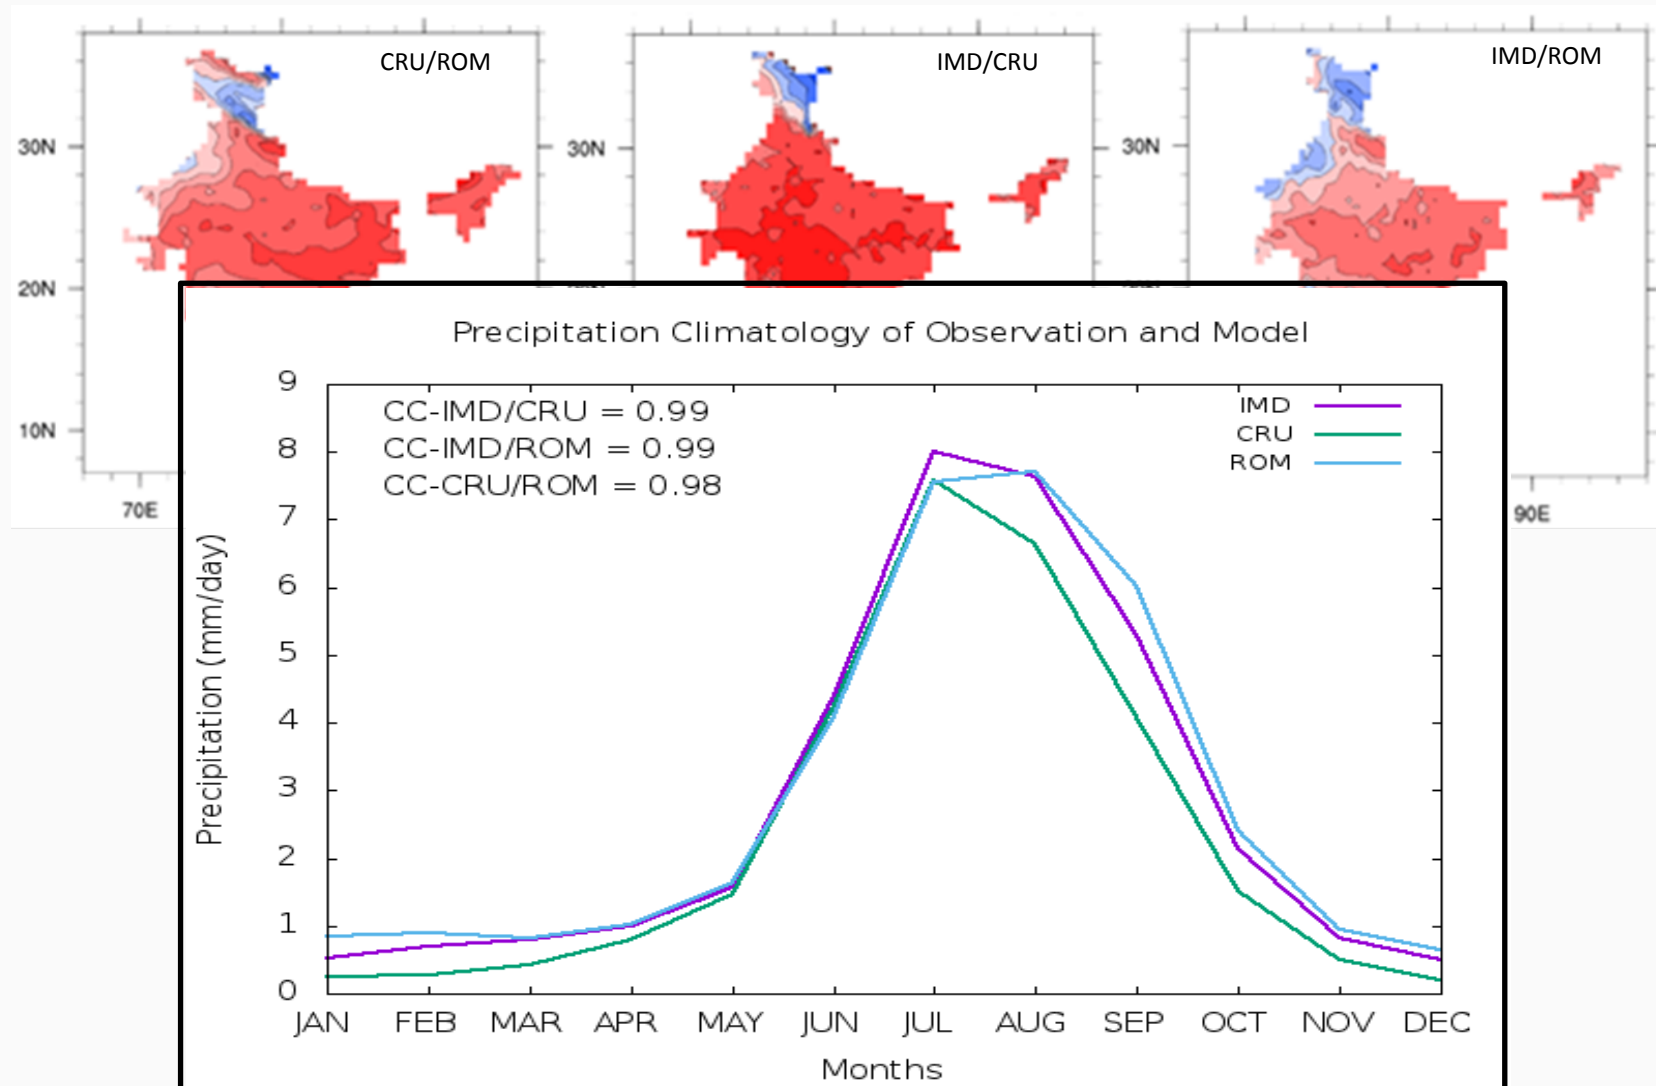 CRU/ROM
IMD/CRU
IMD/ROM
30N
30N
30N
20N
10N
70E
90E
Precipitation Climatology of Observation and Model
CC-IMD/CRU = 0.99
CC-IMD/ROM = 0.99
CC-CRU/ROM = 0.98
IMD
CRU
ROM
Precipitation (mm/day)
9
8
7
6
5
4
3
2
1
0
JAN FEB MAR APR MAY JUN JUL AUG SEP OCT NOV DEC
Months